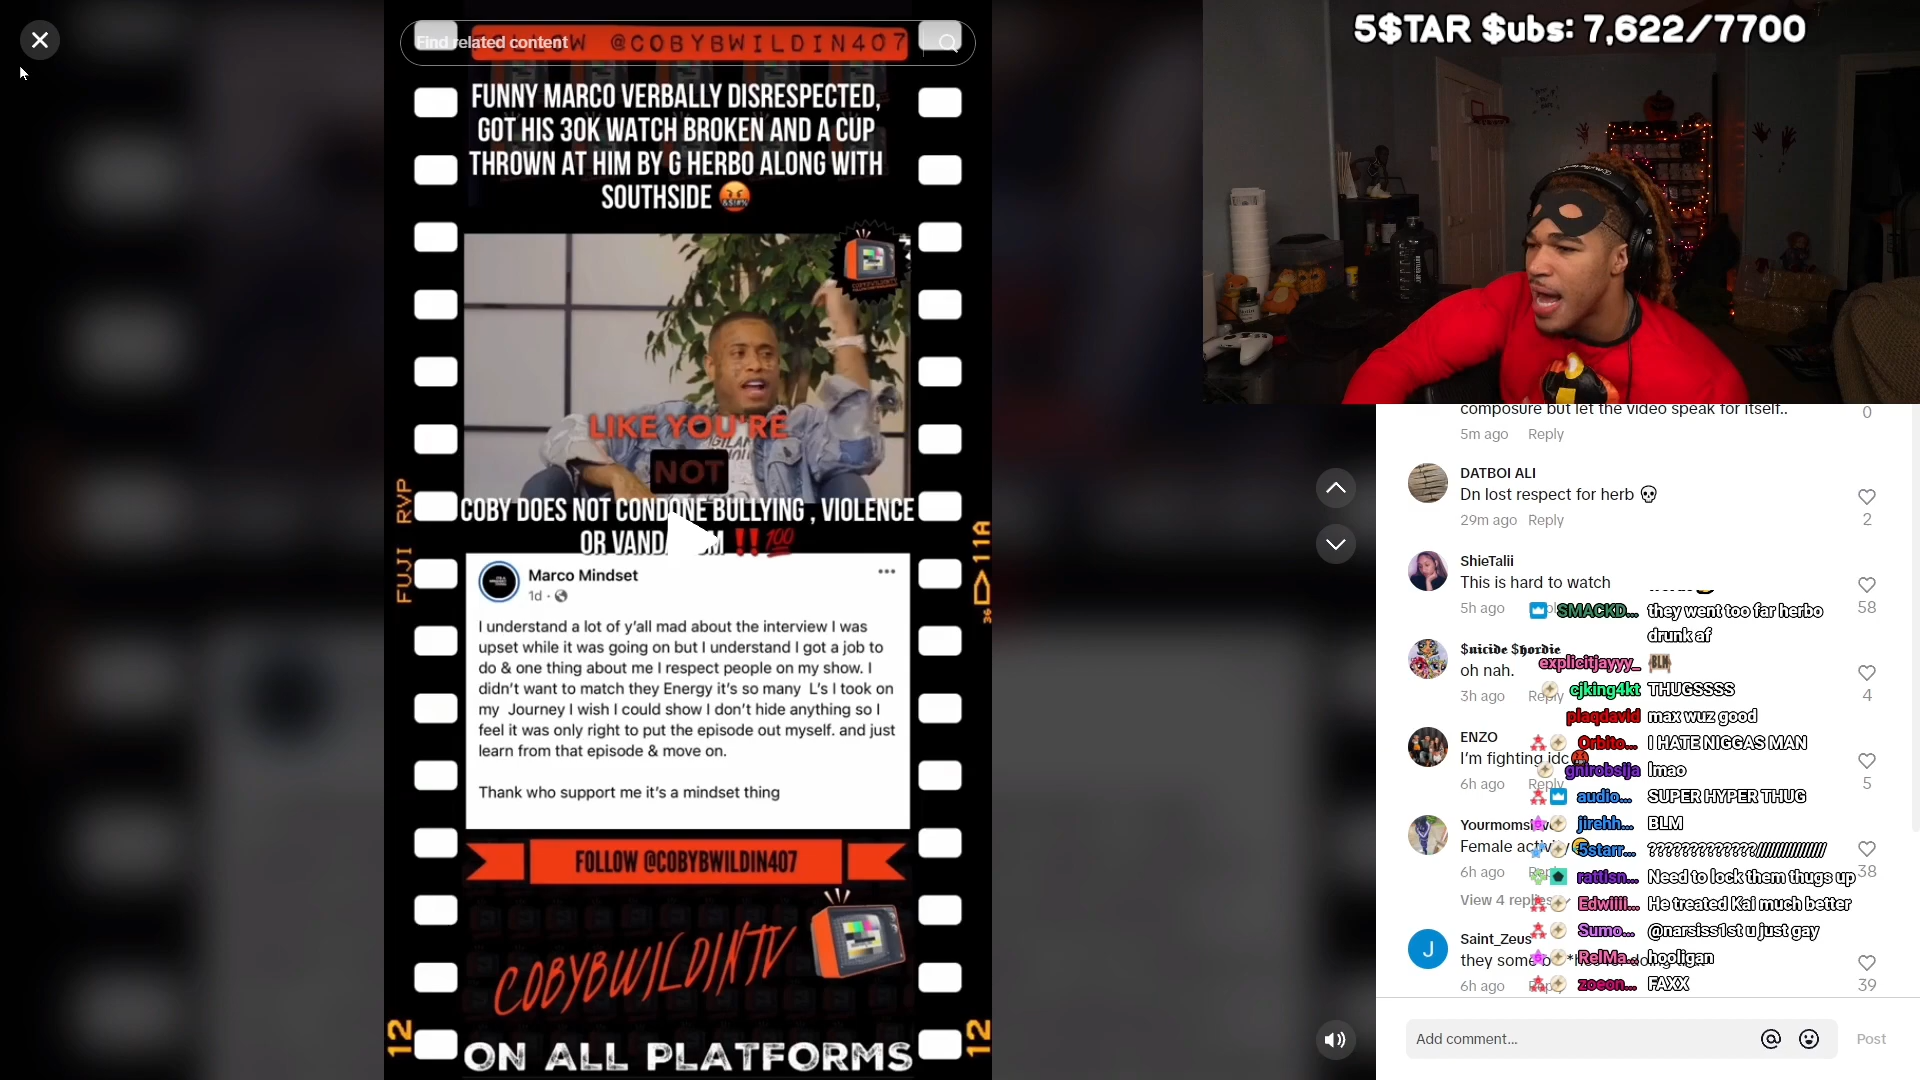 5$TAR $ubs: 7,622/7700
Find related content
FOLLOW @COBYBWILDIN407
FUNNY MARCO VERBALLY DISRESPECTED,
GOT HIS 30K WATCH BROKEN AND A CUP
THROWN AT HIM BY G HERBO ALONG WITH
SOUTHSIDE 🤬
LIKE YOU'RE
NOT
COBY DOES NOT CONDONE BULLYING , VIOLENCE
OR ‼️💯
Marco Mindset
1d ·
I understand a lot of y'all mad about the interview I was
upset while it was going on but I understand I got a job to
do & one thing about me I respect people on my show. I
didn't want to match they Energy it's so many L's I took on
my Journey I wish I could show I don't hide anything so I
feel it was only right to put the episode out myself. and just
learn from that episode & move on.
Thank who support me it's a mindset thing
FOLLOW @COBYBWILDIN407
COBYBWILDINTV
ON ALL PLATFORMS
FUJI RVP
36 11A
12
12
composure but let the video speak for itself..
0
5m ago Reply
DATBOI ALI
Dn lost respect for herb 💀
29m ago Reply
2
ShieTalii
This is hard to watch
5h ago
58
$uicide $hordie
oh nah.
3h ago Reply
4
ENZO
I'm fighting idc
6h ago Reply
5
Female
6h ago
38
View 4 replies
J
Saint_Zeus
they some
6h ago
39
SMACKD... they went too far herbo
drunk af
explicitjayyy_ BLM
cjking4kt THUGSSSS
plaqdavid max wuz good
Orbito... I HATE NIGGAS MAN
gnlrobsija lmao
audio... SUPER HYPER THUG
jirehh... BLM
5starr... ?????????????///////////////
rattlsn... Need to lock them thugs up
Edwiiii... He treated Kai much better
Sumo... @narsiss1st u just gay
RelMa... hooligan
zoeon... FAXX
Add comment...
Post